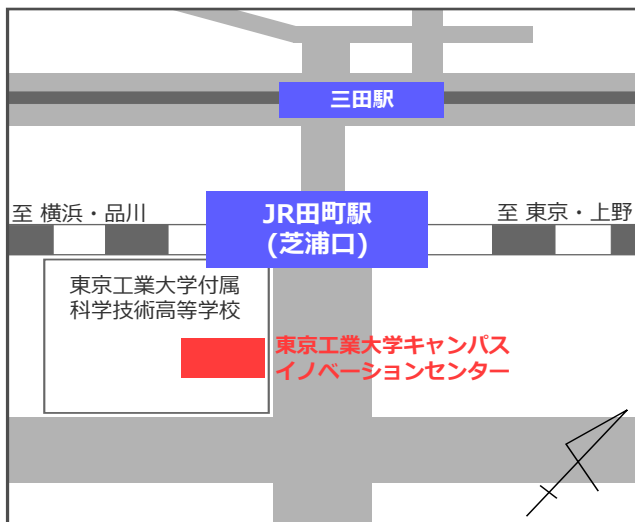 三田駅
至 横浜・品川
JR田町駅
(芝浦口)
至 東京・上野
東京工業大学付属
科学技術高等学校
東京工業大学キャンパス
イノベーションセンター